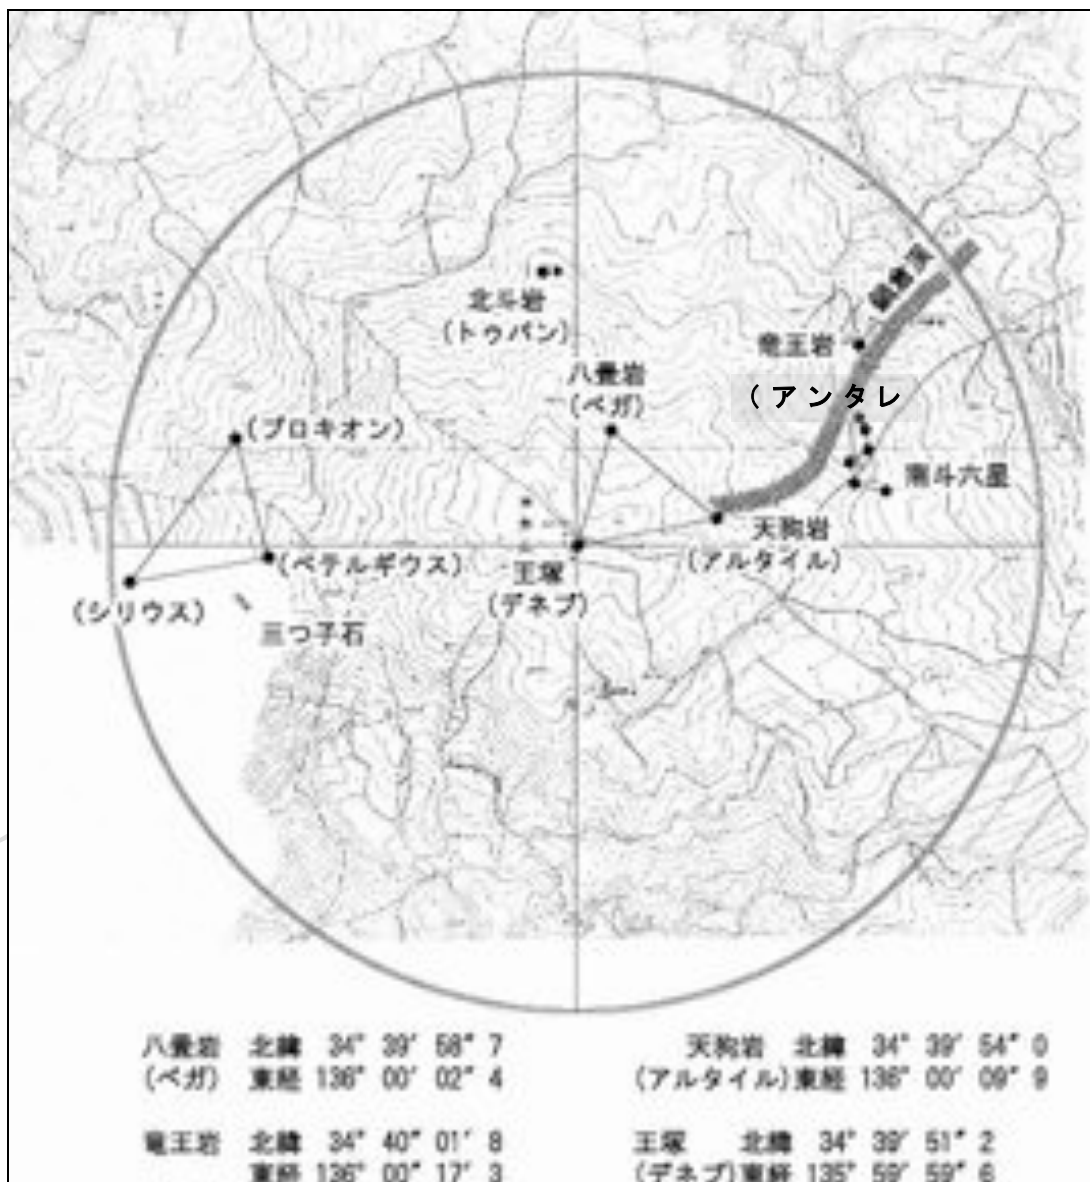 北斗岩
(トゥバン)
八畳岩
(ベガ)
竜王岩
(アンタレ
(プロキオン)
南斗六星
天狗岩
(アルタイル)
王塚
(デネブ)
(ベテルギウス)
(シリウス)
三つ子石
八畳岩 北緯 34° 39′ 58″ 7
(ベガ) 東経 136° 00′ 02″ 4
天狗岩 北緯 34° 39′ 54″ 0
(アルタイル)東経 136° 00′ 09″ 9
竜王岩 北緯 34° 40″ 01′ 8
東経 136° 00″ 17′ 3
王塚 北緯 34° 39′ 51″ 2
(デネブ)東経 135° 59′ 59″ 6